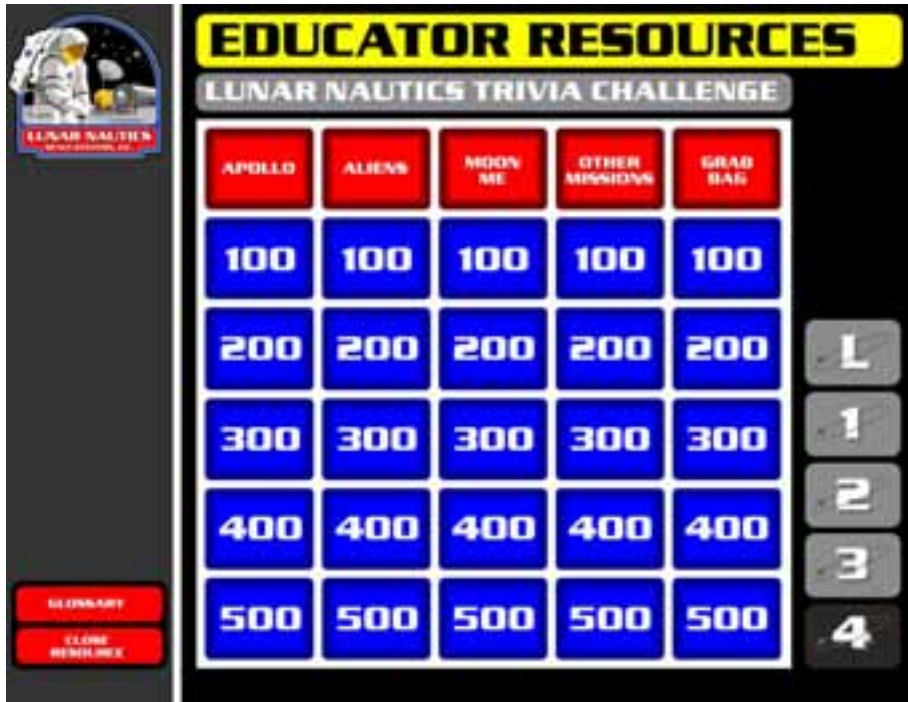 EDUCATOR RESOURCES
LUNAR NAUTICS TRIVIA CHALLENGE
LUNAR NAUTICS
APOLLO ALIENS MOON ME OTHER MISSIONS GRAB BAG
100 100 100 100 100
200 200 200 200 200
300 300 300 300 300
400 400 400 400 400
500 500 500 500 500
L
1
2
3
4
GLOSSARY
CLOSE
RESOURCE